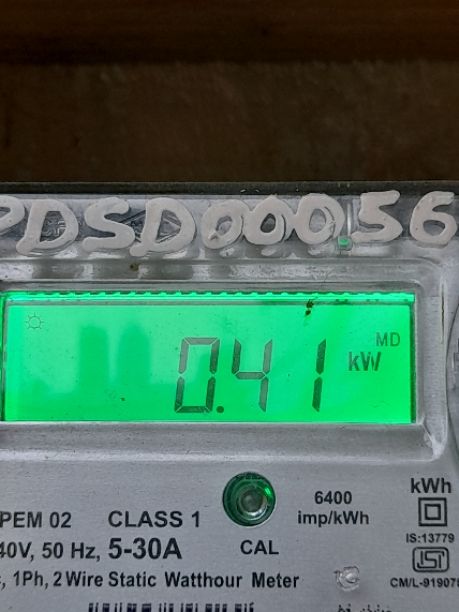 PDSD00056
MD
0.41 kW
6400
imp/kWh
kWh
PEM 02 CLASS 1
40V, 50 Hz, 5-30A
CAL
IS:13779
ISI
1Ph, 2 Wire Static Watthour Meter
CM/L-91907